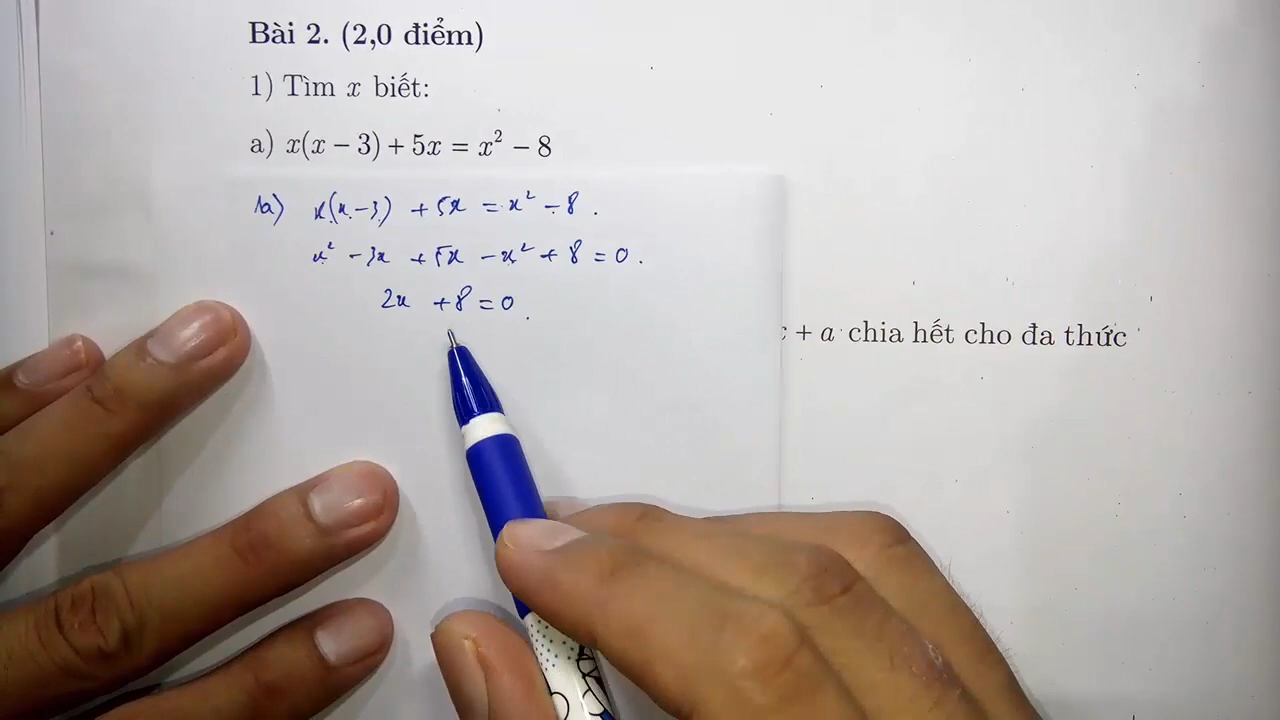 Bài 2. (2,0 điểm)
1) Tìm x biết:
a) x(x − 3) + 5x = x² − 8
1a) x(x−3) + 5x = x² − 8.
x² − 3x + 5x − x² + 8 = 0.
2x + 8 = 0.
+ a chia hết cho đa thức